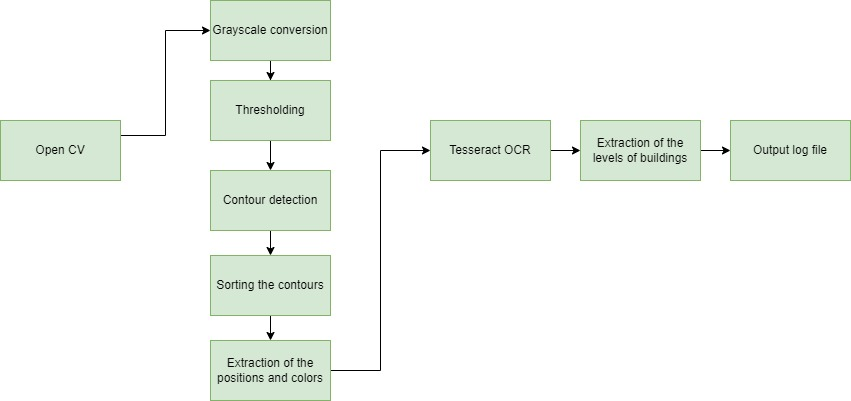 Open CV
Grayscale conversion
Thresholding
Contour detection
Sorting the contours
Extraction of the
positions and colors
Tesseract OCR
Extraction of the
levels of buildings
Output log file